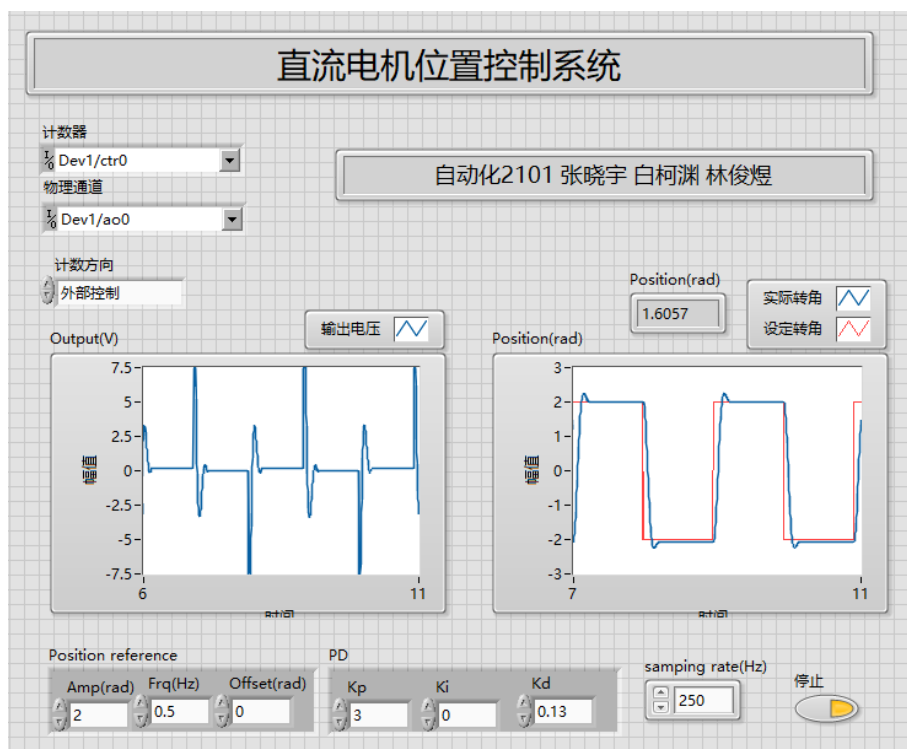 直流电机位置控制系统
计数器
Dev1/ctr0
物理通道
Dev1/ao0
自动化2101 张晓宇 白柯渊 林俊煜
计数方向
外部控制
Position(rad)
1.6057
实际转角
设定转角
输出电压
Output(V)
7.5
5
2.5
0
-2.5
-5
-7.5
幅值
6
11
时间
Position(rad)
3
2
1
0
-1
-2
-3
幅值
7
11
时间
Position reference
Amp(rad) Frq(Hz) Offset(rad)
2 0.5 0
PD
Kp Ki Kd
3 0 0.13
samping rate(Hz)
250
停止